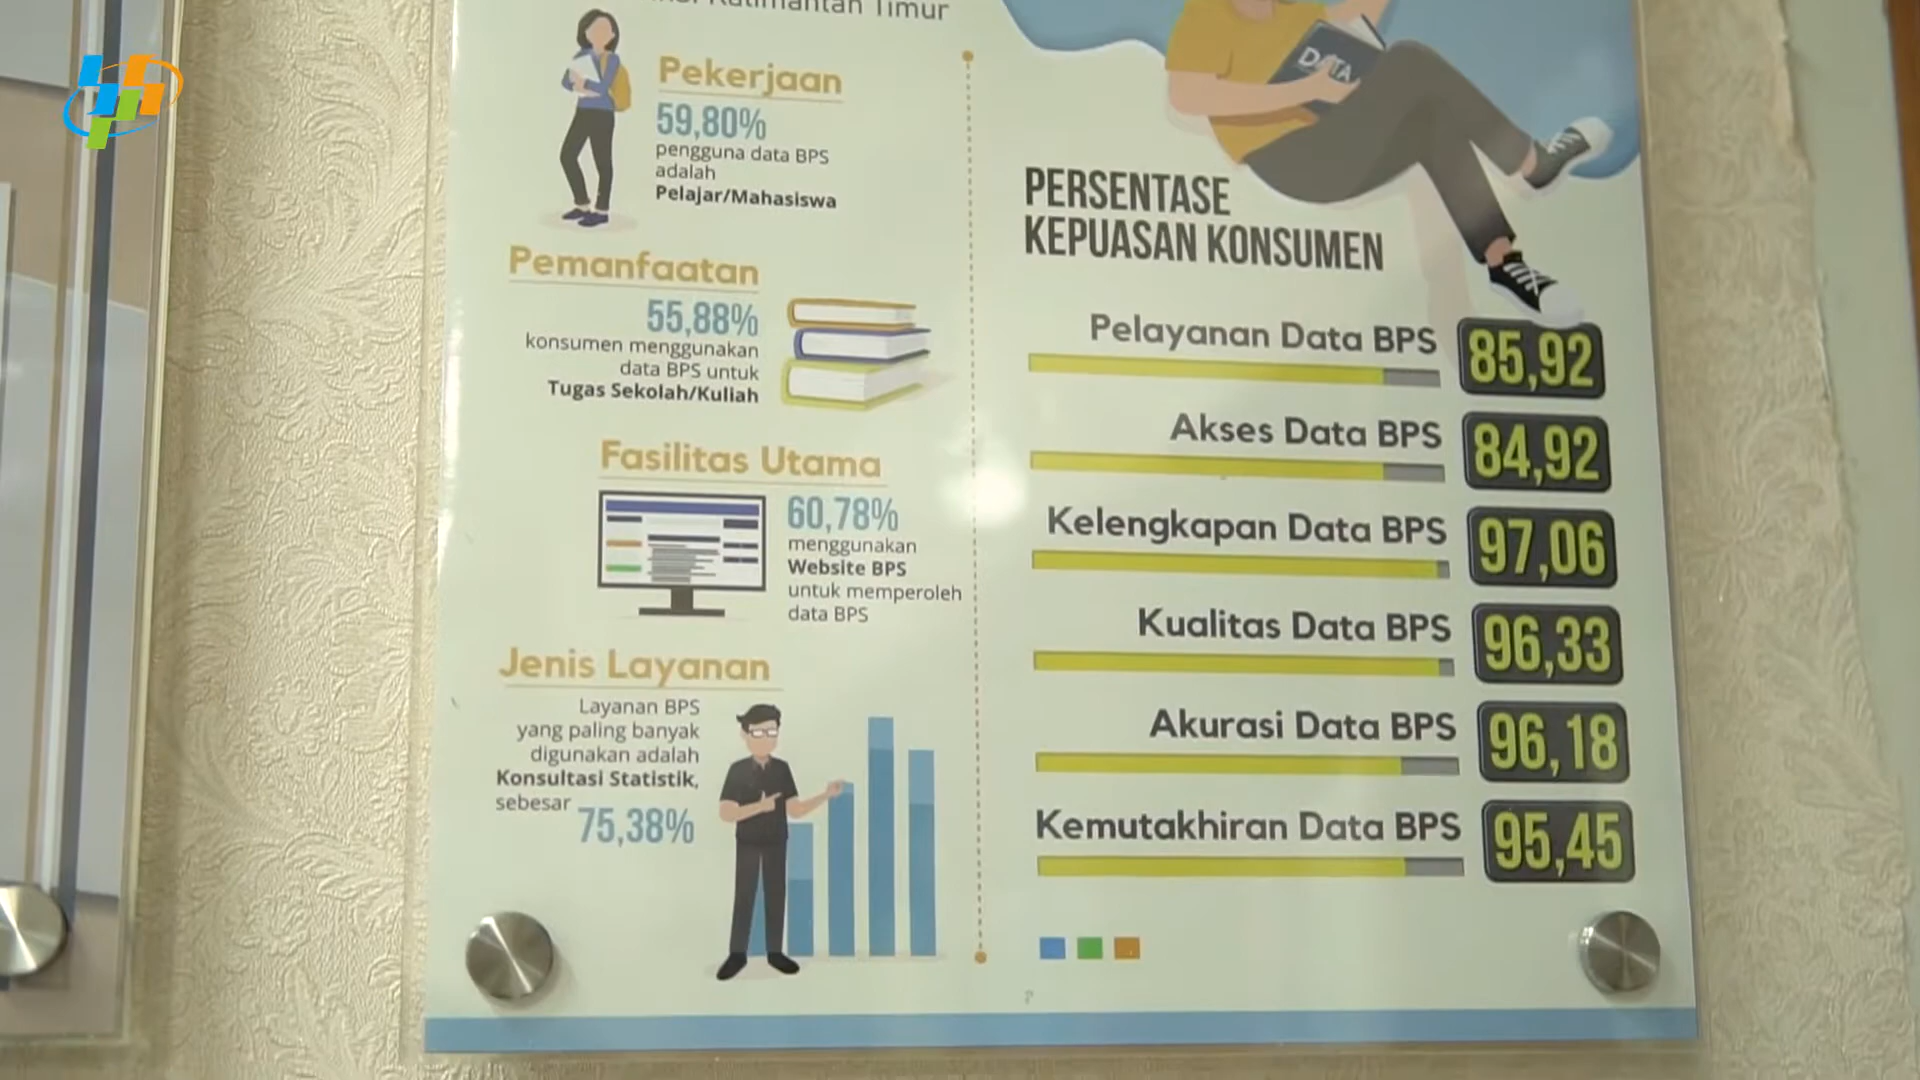 Kalimantan Timur
Pekerjaan
59,80%
pengguna data BPS
adalah
Pelajar/Mahasiswa
Pemanfaatan
55,88%
konsumen menggunakan
data BPS untuk
Tugas Sekolah/Kuliah
Fasilitas Utama
60,78%
menggunakan
Website BPS
untuk memperoleh
data BPS
Jenis Layanan
Layanan BPS
yang paling banyak
digunakan adalah
Konsultasi Statistik,
sebesar
75,38%
DATA
PERSENTASE
KEPUASAN KONSUMEN
Pelayanan Data BPS
85,92
Akses Data BPS
84,92
Kelengkapan Data BPS
97,06
Kualitas Data BPS
96,33
Akurasi Data BPS
96,18
Kemutakhiran Data BPS
95,45